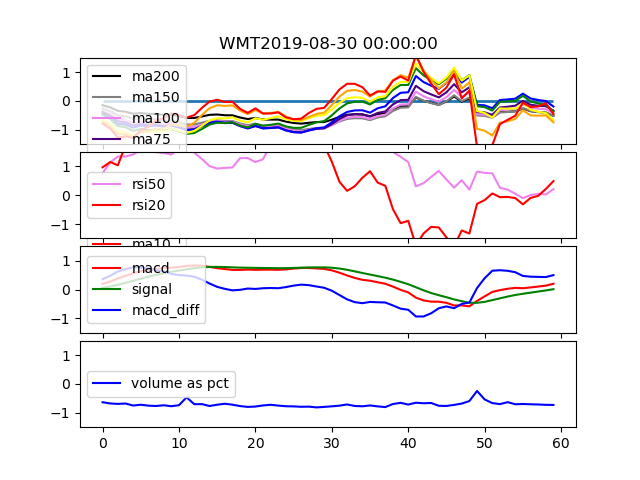 WMT2019-08-30 00:00:00
1
0
−1
ma200
ma150
ma100
ma75
1
0
−1
rsi50
rsi20
ma10
1
0
−1
macd
signal
macd_diff
1
0
−1
volume as pct
0 10 20 30 40 50 60